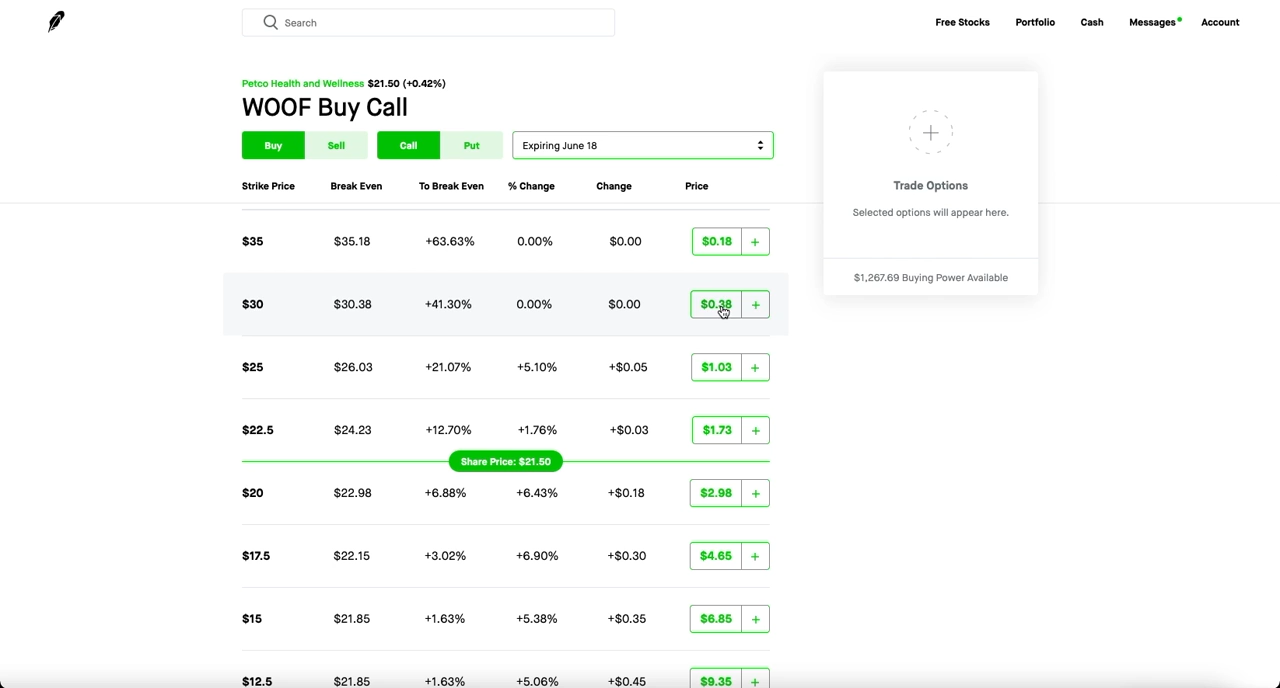 Search
Free Stocks Portfolio Cash Messages Account
Petco Health and Wellness $21.50 (+0.42%)
WOOF Buy Call
Buy Sell Call Put Expiring June 18
Strike Price Break Even To Break Even % Change Change Price
$35 $35.18 +63.63% 0.00% $0.00 $0.18 +
$30 $30.38 +41.30% 0.00% $0.00 $0.38 +
$25 $26.03 +21.07% +5.10% +$0.05 $1.03 +
$22.5 $24.23 +12.70% +1.76% +$0.03 $1.73 +
Share Price: $21.50
$20 $22.98 +6.88% +6.43% +$0.18 $2.98 +
$17.5 $22.15 +3.02% +6.90% +$0.30 $4.65 +
$15 $21.85 +1.63% +5.38% +$0.35 $6.85 +
$12.5 $21.85 +1.63% +5.06% +$0.45 $9.35 +
Trade Options
Selected options will appear here.
$1,267.69 Buying Power Available